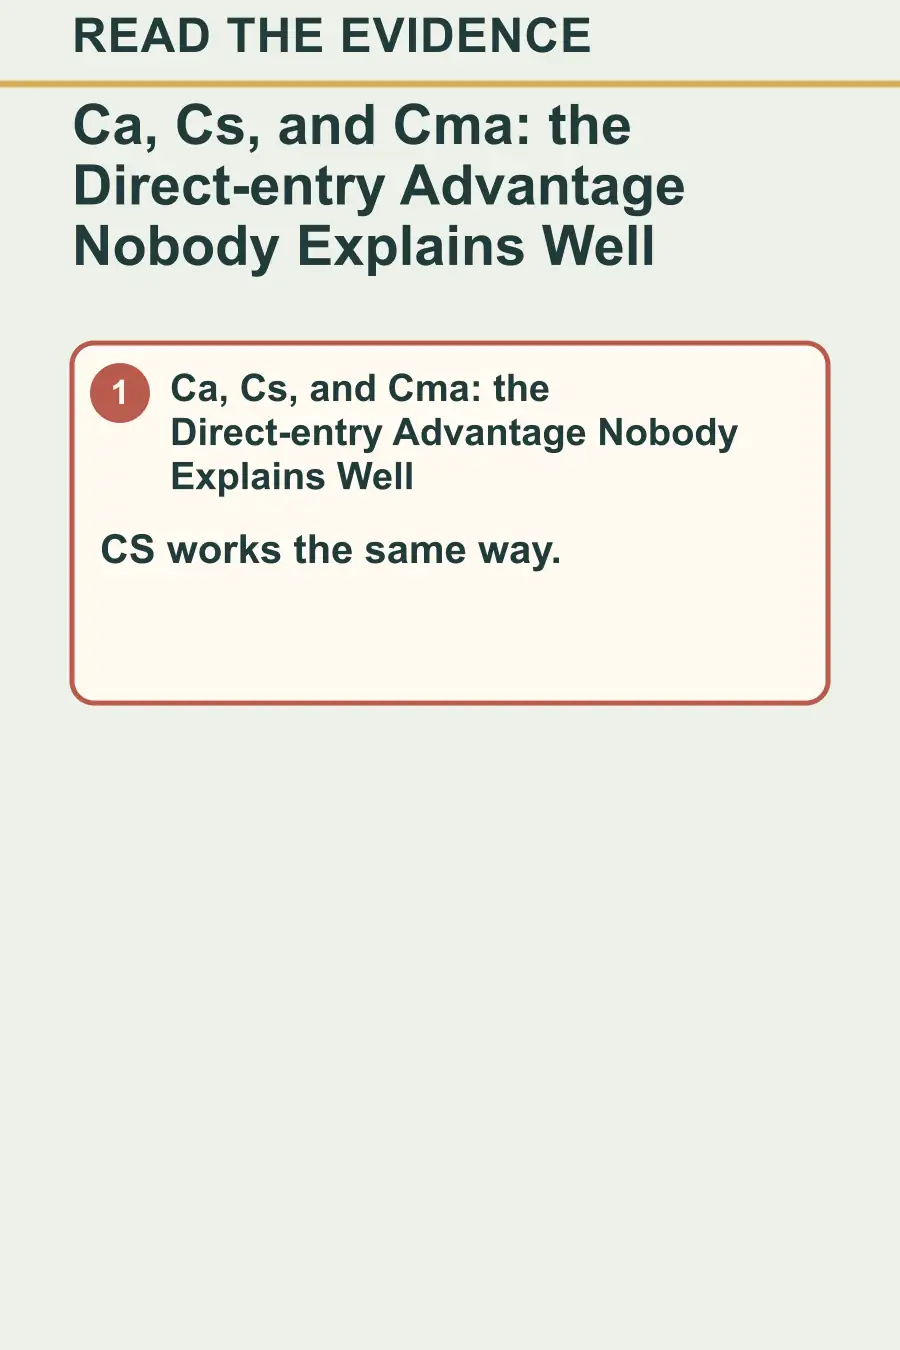 READ THE EVIDENCE
Ca, Cs, and Cma: the
Direct-entry Advantage
Nobody Explains Well
1
Ca, Cs, and Cma: the
Direct-entry Advantage Nobody
Explains Well
CS works the same way.